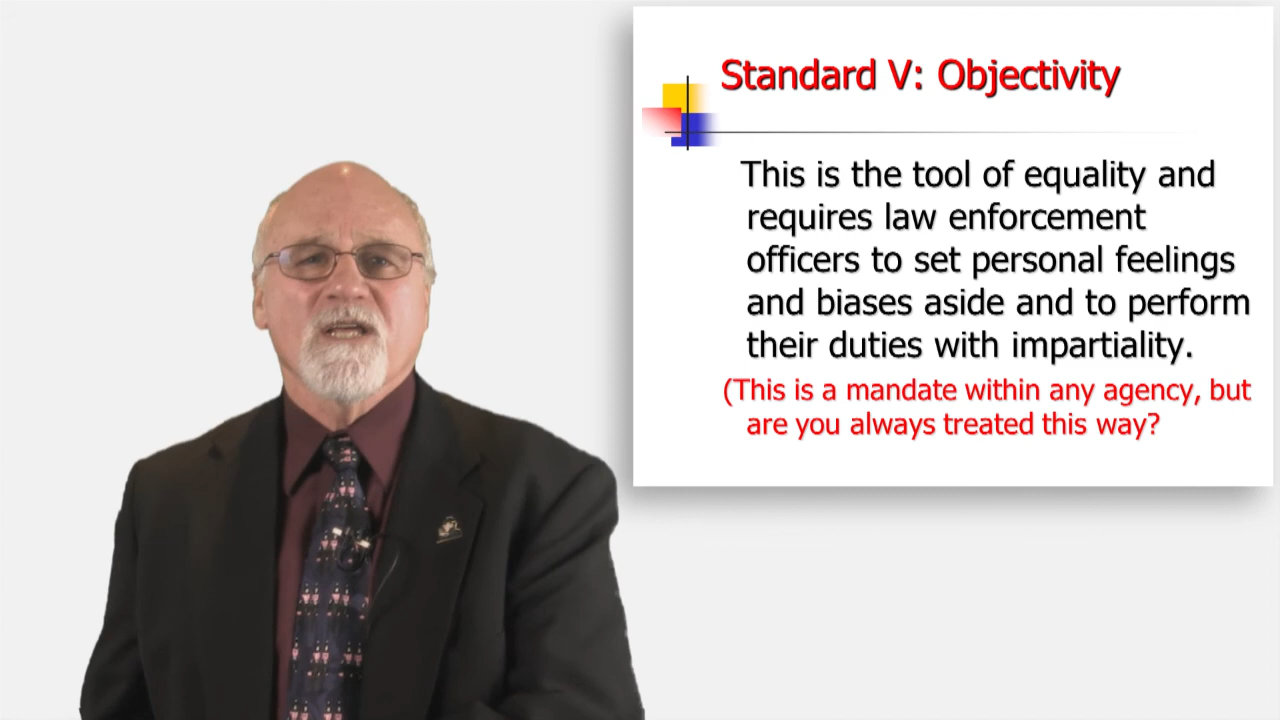 Standard V: Objectivity
This is the tool of equality and
requires law enforcement
officers to set personal feelings
and biases aside and to perform
their duties with impartiality.
(This is a mandate within any agency, but
are you always treated this way?